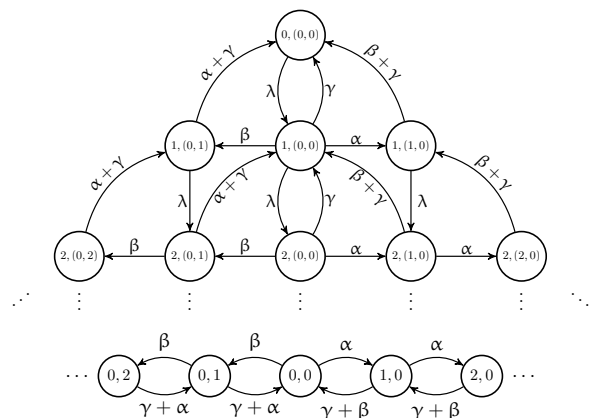 0, (0, 0)
α + γ
β + γ
λ
γ
1, (0, 1)
β
1, (0, 0)
α
1, (1, 0)
α + γ
λ
α + γ
λ
γ
β + γ
λ
β + γ
2, (0, 2)
β
2, (0, 1)
β
2, (0, 0)
α
2, (1, 0)
α
2, (2, 0)
⋰ ⋮ ⋮ ⋮ ⋮ ⋮ ⋱
β β α α
··· 0, 2 0, 1 0, 0 1, 0 2, 0 ···
γ + α γ + α γ + β γ + β